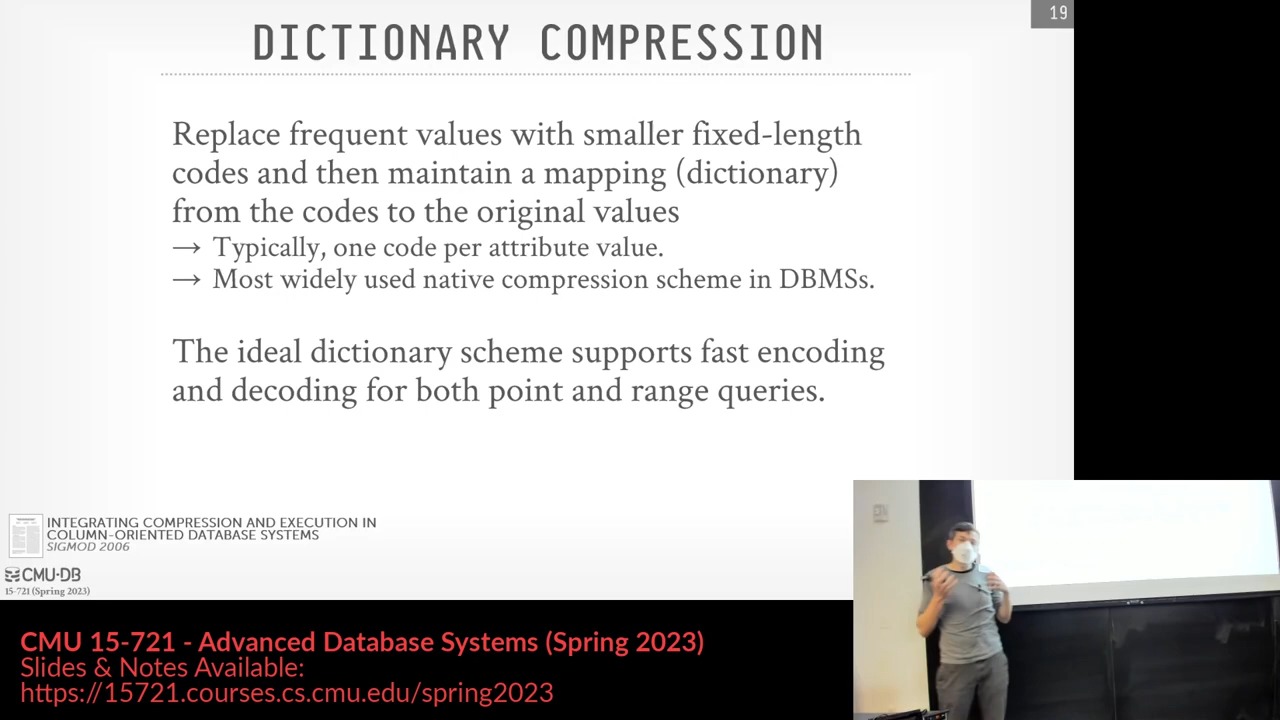 19
DICTIONARY COMPRESSION
Replace frequent values with smaller fixed-length
codes and then maintain a mapping (dictionary)
from the codes to the original values
→ Typically, one code per attribute value.
→ Most widely used native compression scheme in DBMSs.
The ideal dictionary scheme supports fast encoding
and decoding for both point and range queries.
INTEGRATING COMPRESSION AND EXECUTION IN
COLUMN-ORIENTED DATABASE SYSTEMS
SIGMOD 2006
CMU·DB
15-721 (Spring 2023)
CMU 15-721 - Advanced Database Systems (Spring 2023)
Slides & Notes Available:
https://15721.courses.cs.cmu.edu/spring2023